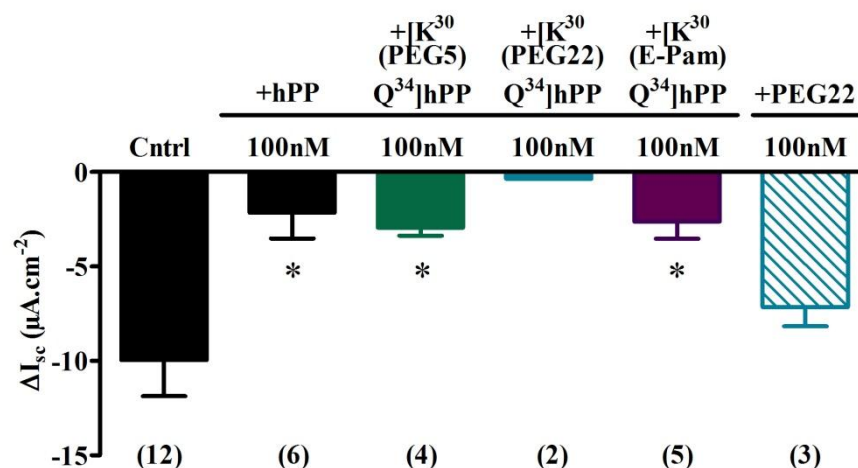 +[K³⁰ +[K³⁰ +[K³⁰
(PEG5) (PEG22) (E-Pam)
+hPP Q³⁴]hPP Q³⁴]hPP Q³⁴]hPP +PEG22
Cntrl 100nM 100nM 100nM 100nM 100nM
0
-5
* * *
-10
-15
(12) (6) (4) (2) (5) (3)
ΔIsc (µA.cm⁻²)